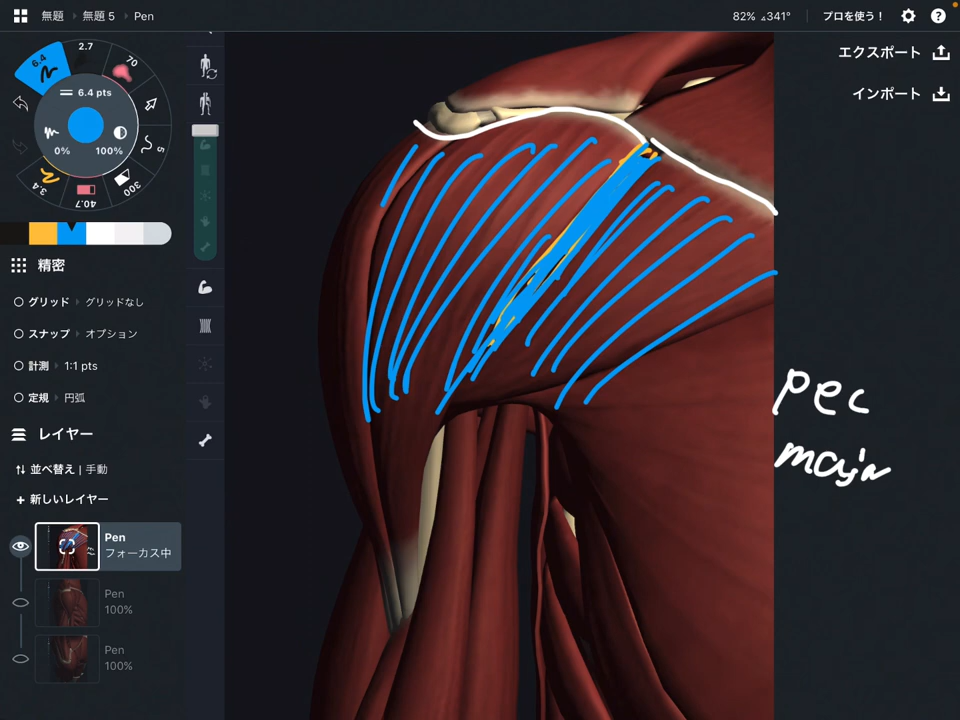 無題 無題 5 Pen
82% ⊿341° プロを使う!
エクスポート
インポート
2.7
6.4
70
6.4 pts
0% 100%
5
3.4
40.7
300
精密
グリッド グリッドなし
スナップ オプション
計測 1:1 pts
定規 円弧
レイヤー
並べ替え | 手動
+ 新しいレイヤー
Pen
フォーカス中
Pen
100%
Pen
100%
pec